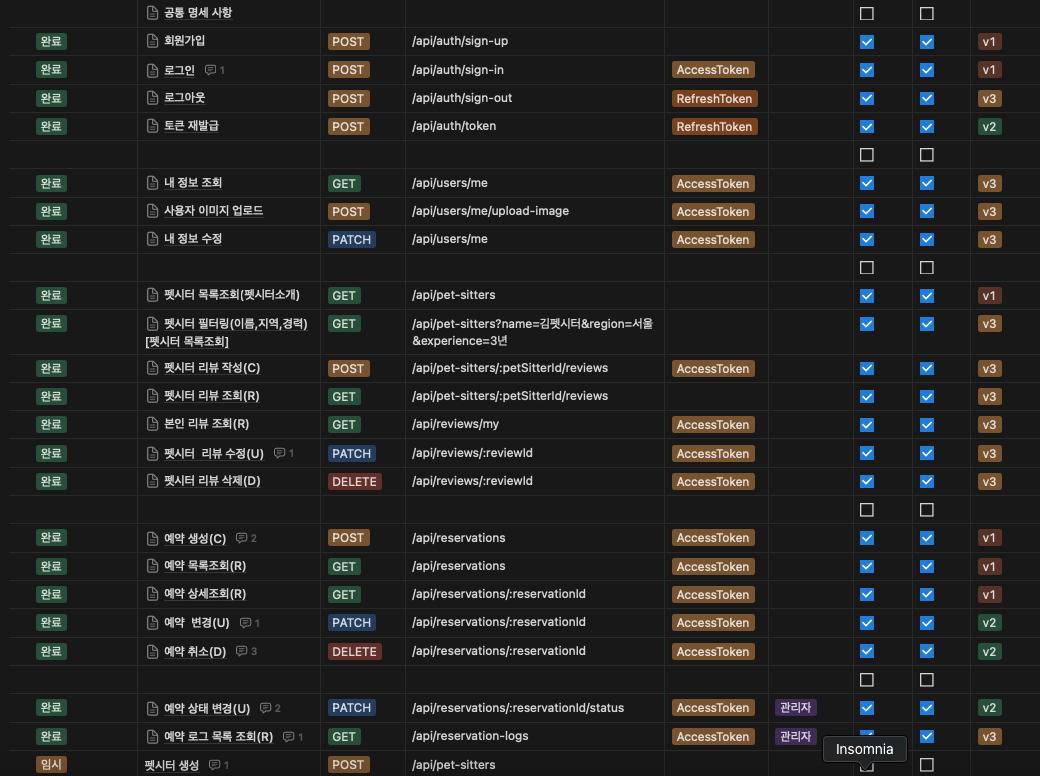 공통 명세 사항
완료 회원가입 POST /api/auth/sign-up v1
완료 로그인 1 POST /api/auth/sign-in AccessToken v1
완료 로그아웃 POST /api/auth/sign-out RefreshToken v3
완료 토큰 재발급 POST /api/auth/token RefreshToken v2
완료 내 정보 조회 GET /api/users/me AccessToken v3
완료 사용자 이미지 업로드 POST /api/users/me/upload-image AccessToken v3
완료 내 정보 수정 PATCH /api/users/me AccessToken v3
완료 펫시터 목록조회(펫시터소개) GET /api/pet-sitters v1
완료 펫시터 필터링(이름,지역,경력) GET /api/pet-sitters?name=김펫시터&region=서울 v3
[펫시터 목록조회] &experience=3년
완료 펫시터 리뷰 작성(C) POST /api/pet-sitters/:petSitterId/reviews AccessToken v3
완료 펫시터 리뷰 조회(R) GET /api/pet-sitters/:petSitterId/reviews v3
완료 본인 리뷰 조회(R) GET /api/reviews/my AccessToken v3
완료 펫시터 리뷰 수정(U) 1 PATCH /api/reviews/:reviewId AccessToken v3
완료 펫시터 리뷰 삭제(D) DELETE /api/reviews/:reviewId AccessToken v3
완료 예약 생성(C) 2 POST /api/reservations AccessToken v1
완료 예약 목록조회(R) GET /api/reservations AccessToken v1
완료 예약 상세조회(R) GET /api/reservations/:reservationId AccessToken v1
완료 예약 변경(U) 1 PATCH /api/reservations/:reservationId AccessToken v2
완료 예약 취소(D) 3 DELETE /api/reservations/:reservationId AccessToken v2
완료 예약 상태 변경(U) 2 PATCH /api/reservations/:reservationId/status AccessToken 관리자 v2
완료 예약 로그 목록 조회(R) 1 GET /api/reservation-logs AccessToken 관리자 v3
Insomnia
임시 펫시터 생성 1 POST /api/pet-sitters